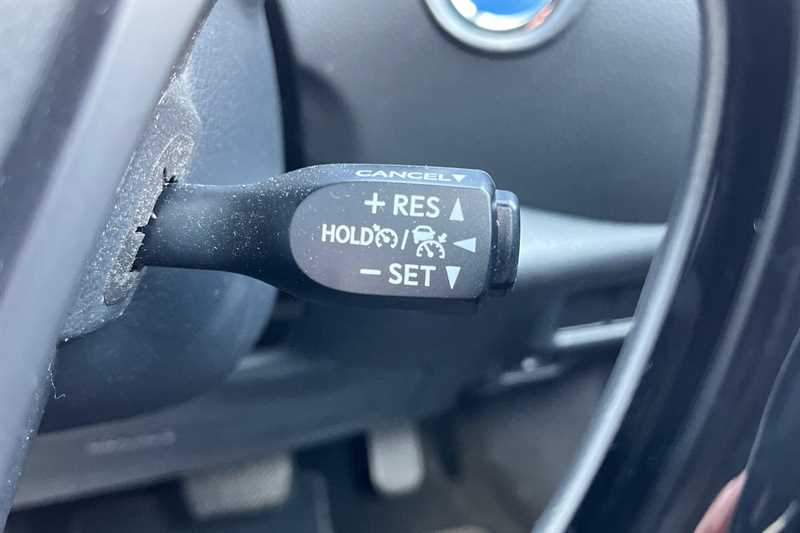 CANCEL▼
+ RES ▲
HOLD / ◀
− SET ▼